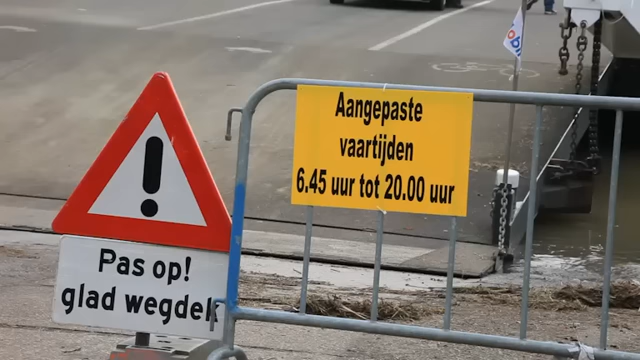 Pas op!
glad wegdek
Aangepaste
vaartijden
6.45 uur tot 20.00 uur